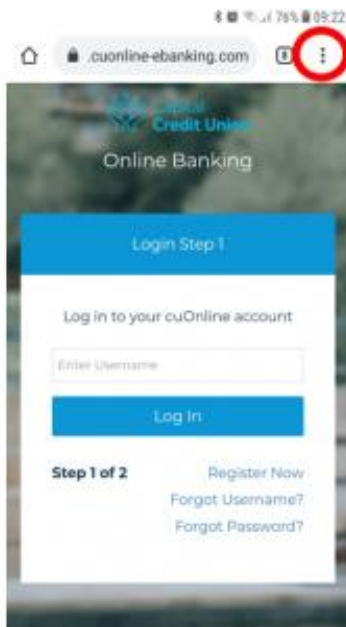 76% 09:22
.cuonline-ebanking.com
Capital
Credit Union
Online Banking
Login Step 1
Log in to your cuOnline account
Enter Username
Log In
Step 1 of 2
Register Now
Forgot Username?
Forgot Password?